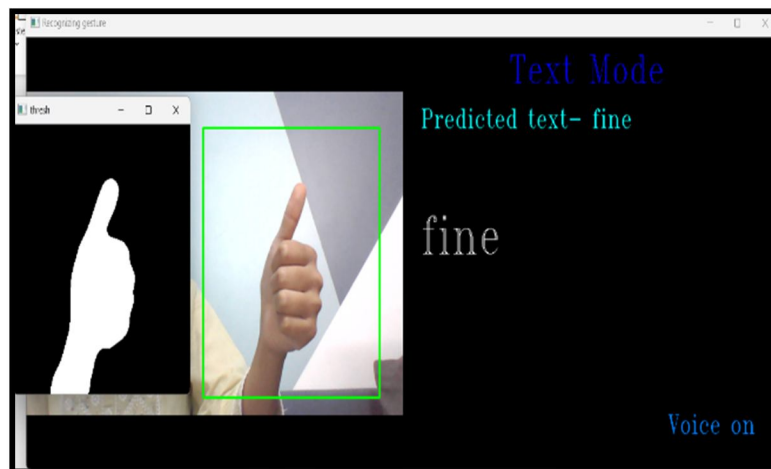 Recognizing gesture
thresh
Text Mode
Predicted text- fine
fine
Voice on